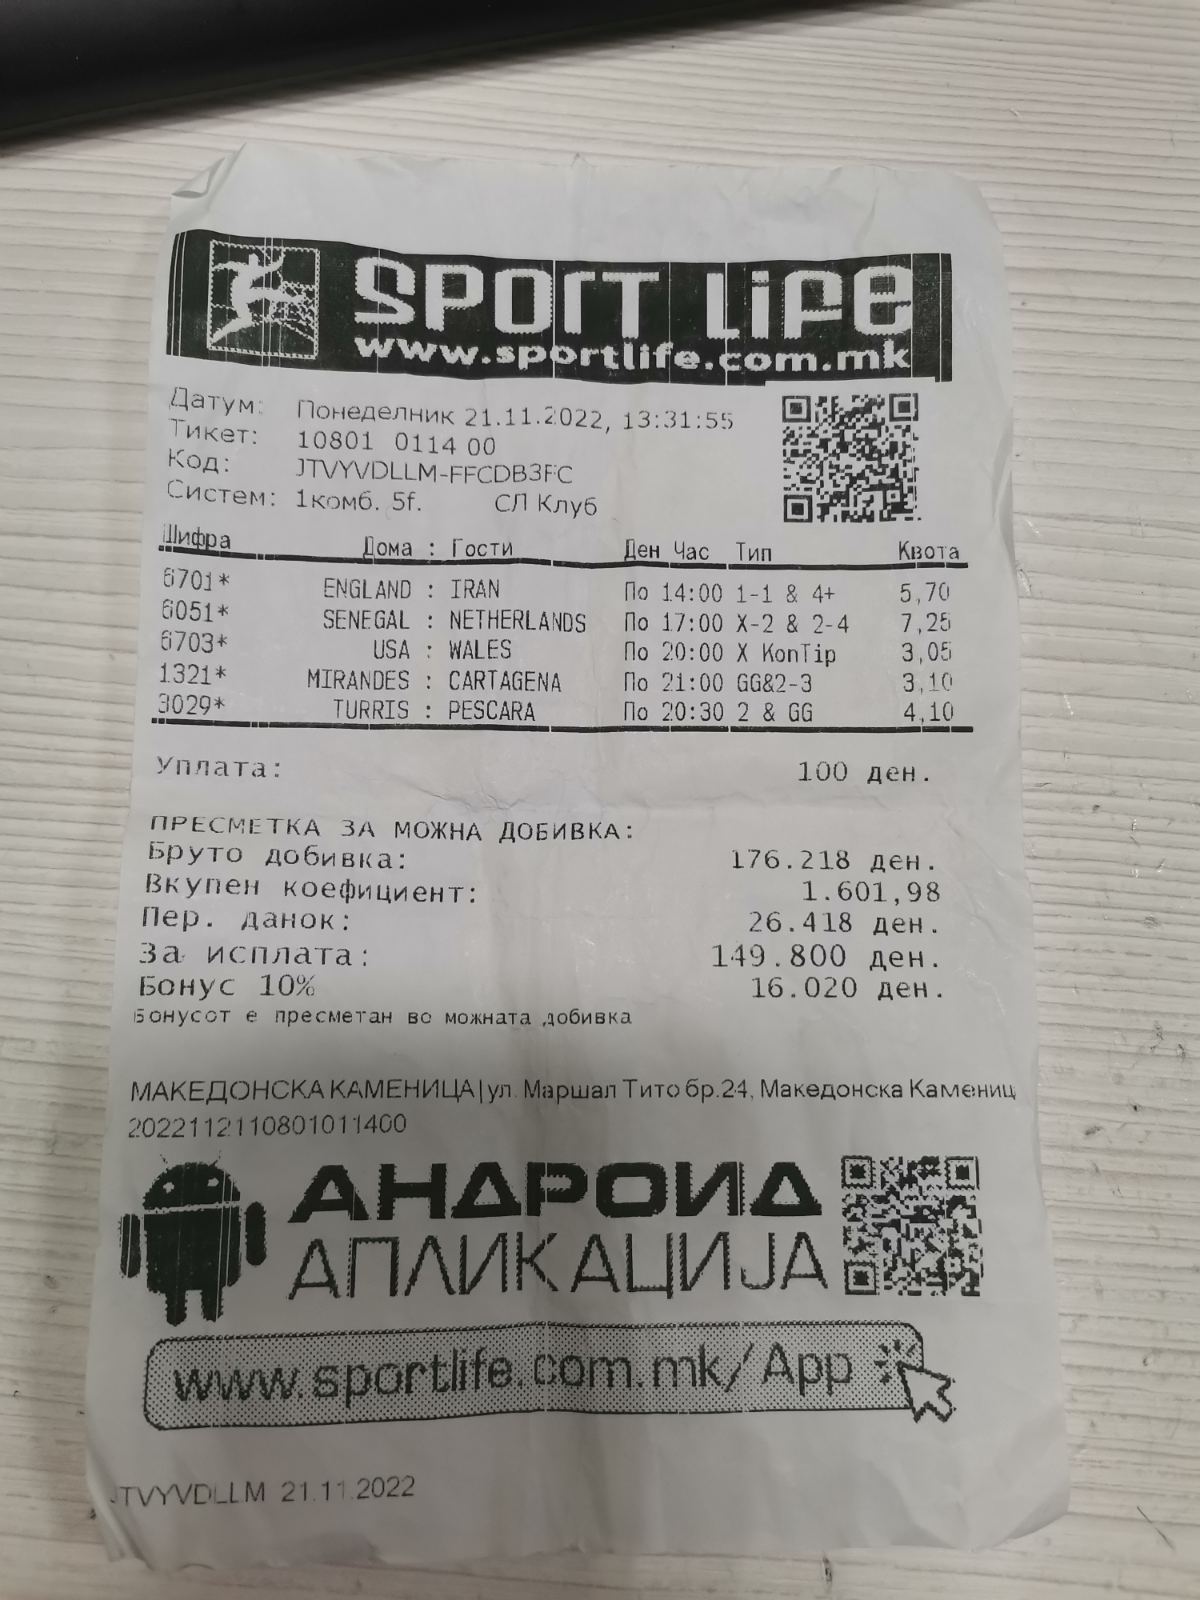 SPORT LIFE
www.sportlife.com.mk
Датум: Понеделник 21.11.2022, 13:31:55
Тикет: 10801 0114 00
Код: JTVYVDLLM-FFCDB3FC
Систем: 1комб. 5f. СЛ Клуб
Шифра Дома : Гости Ден Час Тип Квота
6701* ENGLAND : IRAN По 14:00 1-1 & 4+ 5,70
6051* SENEGAL : NETHERLANDS По 17:00 X-2 & 2-4 7,25
6703* USA : WALES По 20:00 X KonTip 3,05
1321* MIRANDES : CARTAGENA По 21:00 GG&2-3 3,10
3029* TURRIS : PESCARA По 20:30 2 & GG 4,10
Уплата: 100 ден.
ПРЕСМЕТКА ЗА МОЖНА ДОБИВКА:
Бруто добивка: 176.218 ден.
Вкупен коефициент: 1.601,98
Пер. данок: 26.418 ден.
За исплата: 149.800 ден.
Бонус 10% 16.020 ден.
Бонусот е пресметан во можната добивка
МАКЕДОНСКА КАМЕНИЦА|ул. Маршал Тито бр.24, Македонска Камениц
2022112110801011400
АНДРОИД
АПЛИКАЦИЈА
www.sportlife.com.mk/App
JTVYVDLLM 21.11.2022